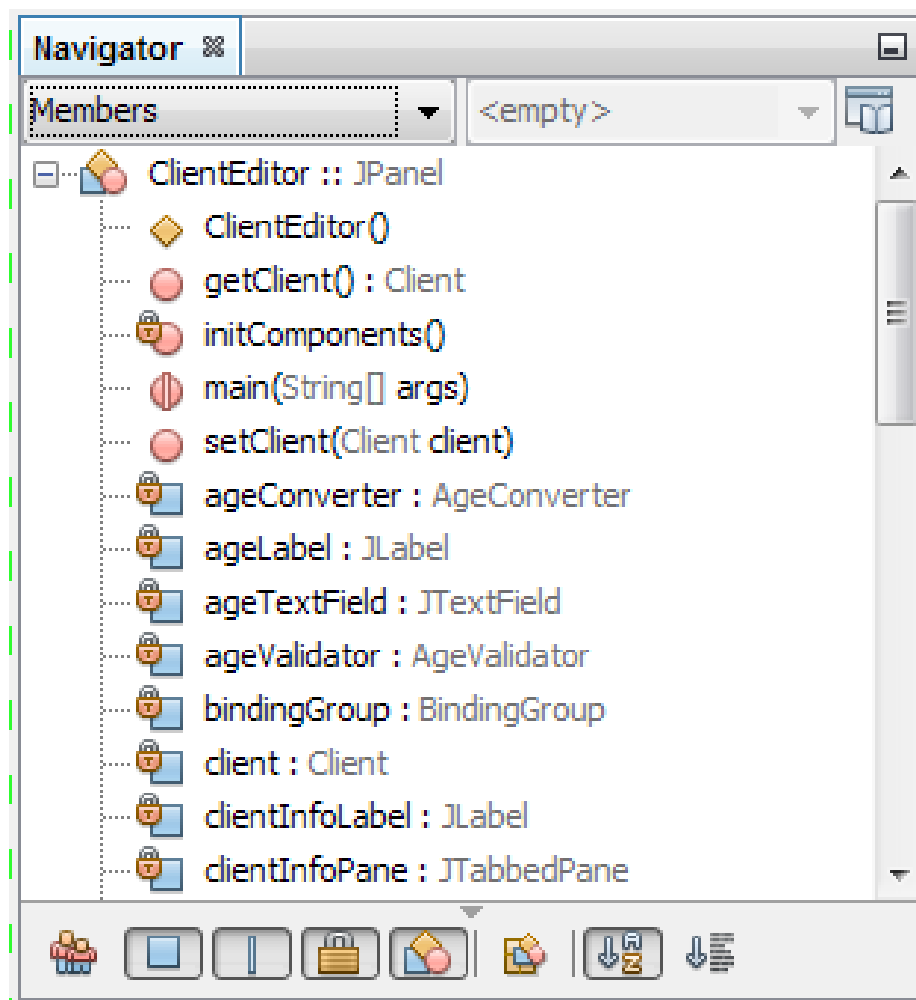 Navigator
Members <empty>
ClientEditor :: JPanel
ClientEditor()
getClient() : Client
initComponents()
main(String[] args)
setClient(Client client)
ageConverter : AgeConverter
ageLabel : JLabel
ageTextField : JTextField
ageValidator : AgeValidator
bindingGroup : BindingGroup
client : Client
clientInfoLabel : JLabel
clientInfoPane : JTabbedPane